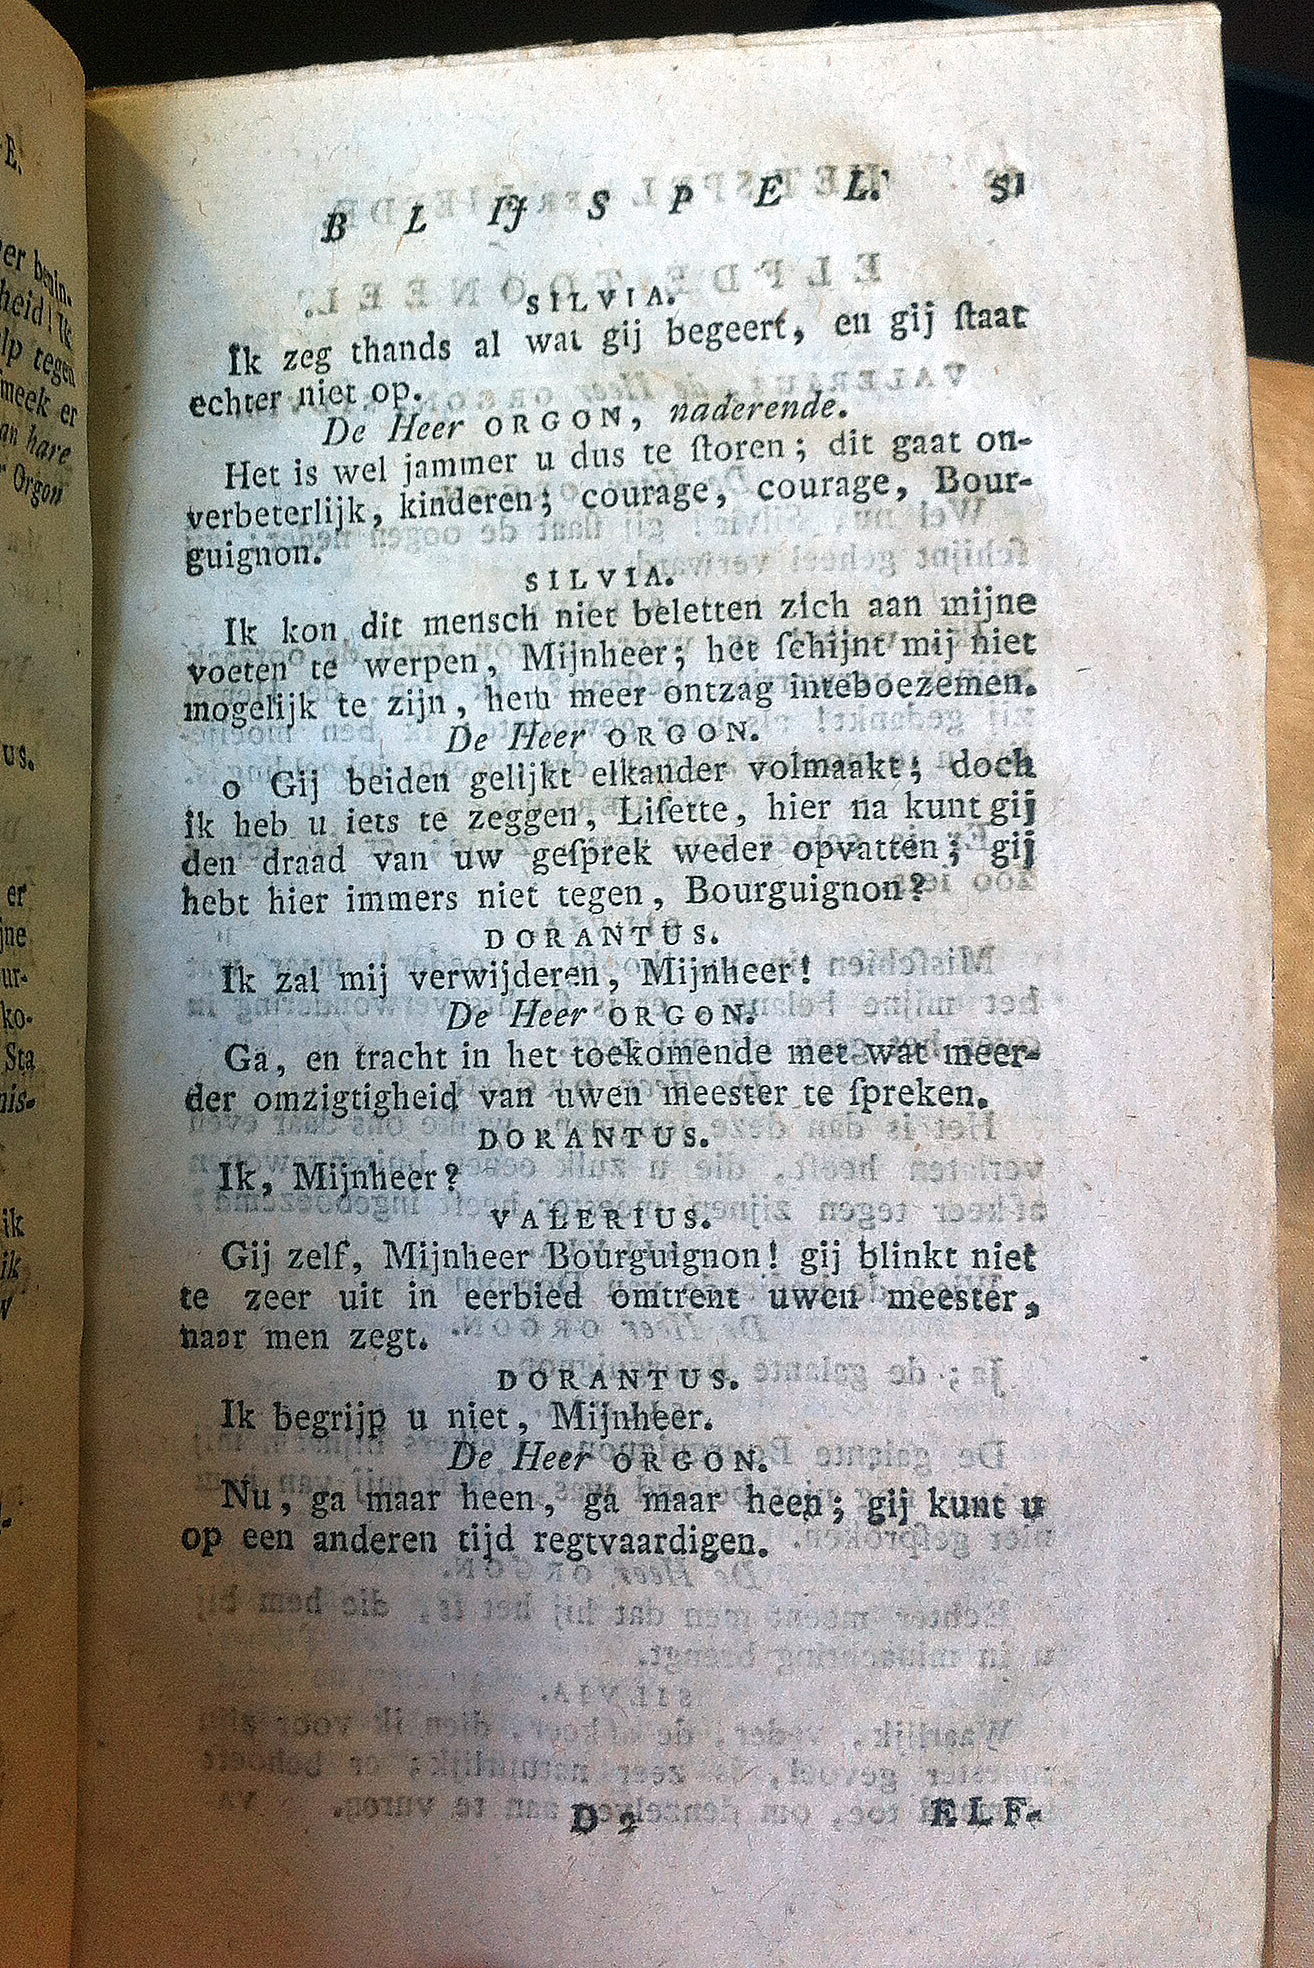 BLIJSPEL. 51
SILVIA.
Ik zeg thands al wat gij begeert, en gij ſtaat
echter niet op.
De Heer ORGON, naderende.
Het is wel jammer u dus te ſtoren; dit gaat on-
verbeterlijk, kinderen; courage, courage, Bour-
guignon.
SILVIA.
Ik kon dit mensch niet beletten zich aan mijne
voeten te werpen, Mijnheer; het ſchijnt mij niet
mogelijk te zijn, hem meer ontzag inteboezemen.
De Heer ORGON.
o Gij beiden gelijkt elkander volmaakt; doch
ik heb u iets te zeggen, Liſette, hier na kunt gij
den draad van uw geſprek weder opvatten; gij
hebt hier immers niet tegen, Bourguignon?
DORANTUS.
Ik zal mij verwijderen, Mijnheer!
De Heer ORGON.
Ga, en tracht in het toekomende met wat meer-
der omzigtigheid van uwen meester te ſpreken.
DORANTUS.
Ik, Mijnheer?
VALERIUS.
Gij zelf, Mijnheer Bourguignon! gij blinkt niet
te zeer uit in eerbied omtrent uwen meester,
naar men zegt.
DORANTUS.
Ik begrijp u niet, Mijnheer.
De Heer ORGON.
Nu, ga maar heen, ga maar heen; gij kunt u
op een anderen tijd regtvaardigen.
D 2 ELF-